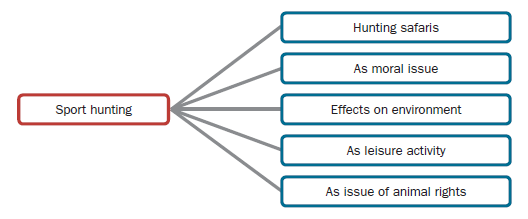 Hunting safaris
As moral issue
Sport hunting
Effects on environment
As leisure activity
As issue of animal rights